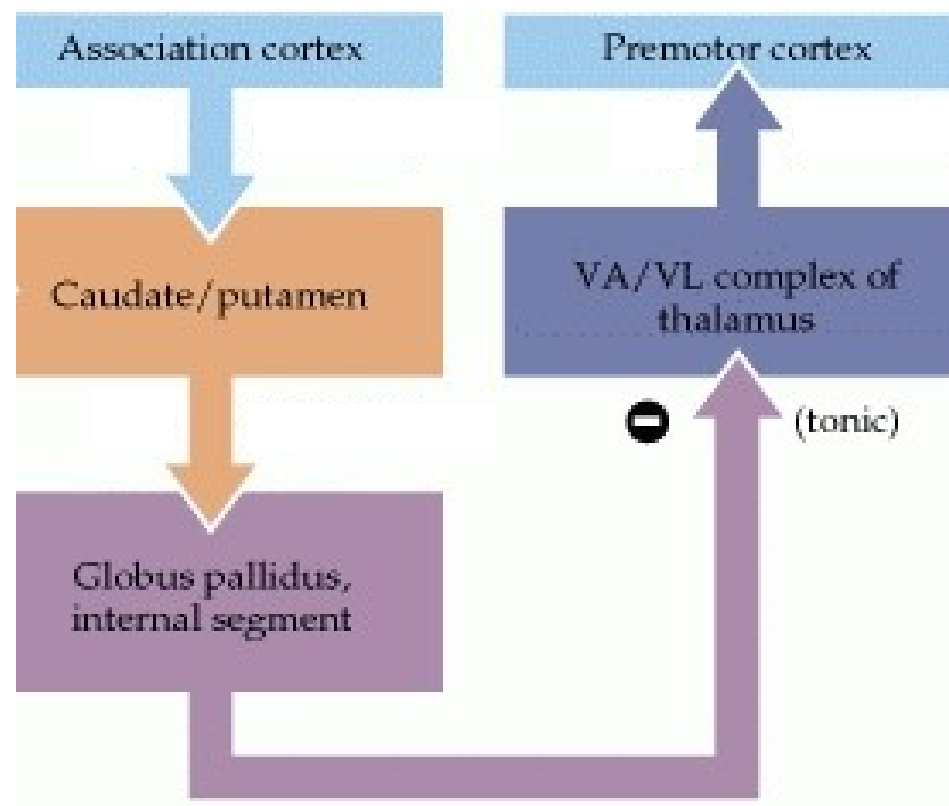 Association cortex
Premotor cortex
Caudate/putamen
VA/VL complex of
thalamus
(tonic)
Globus pallidus,
internal segment